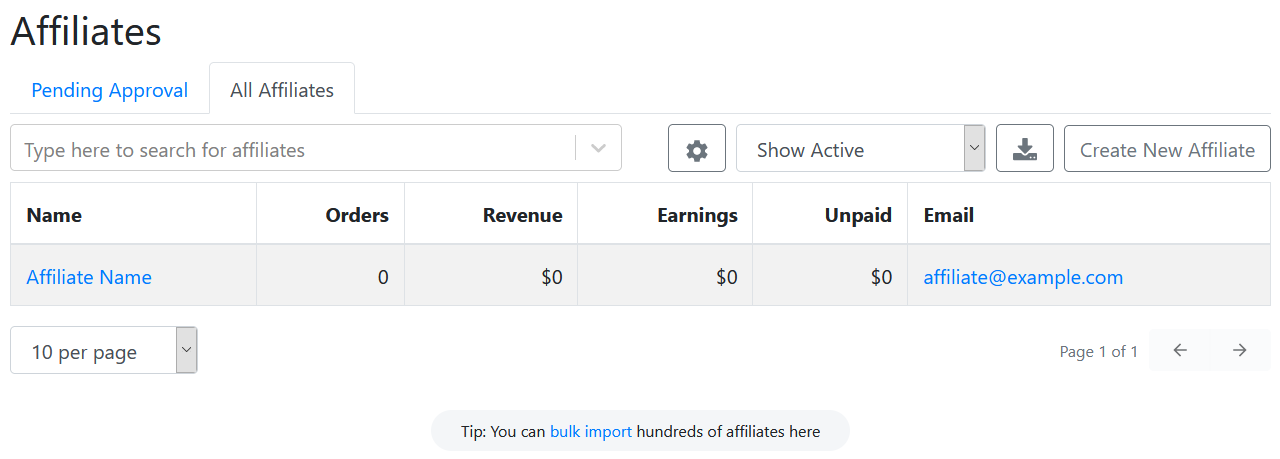 Affiliates
Pending Approval All Affiliates
Type here to search for affiliates Show Active Create New Affiliate
Name Orders Revenue Earnings Unpaid Email
Affiliate Name 0 $0 $0 $0 affiliate@example.com
10 per page Page 1 of 1
Tip: You can bulk import hundreds of affiliates here